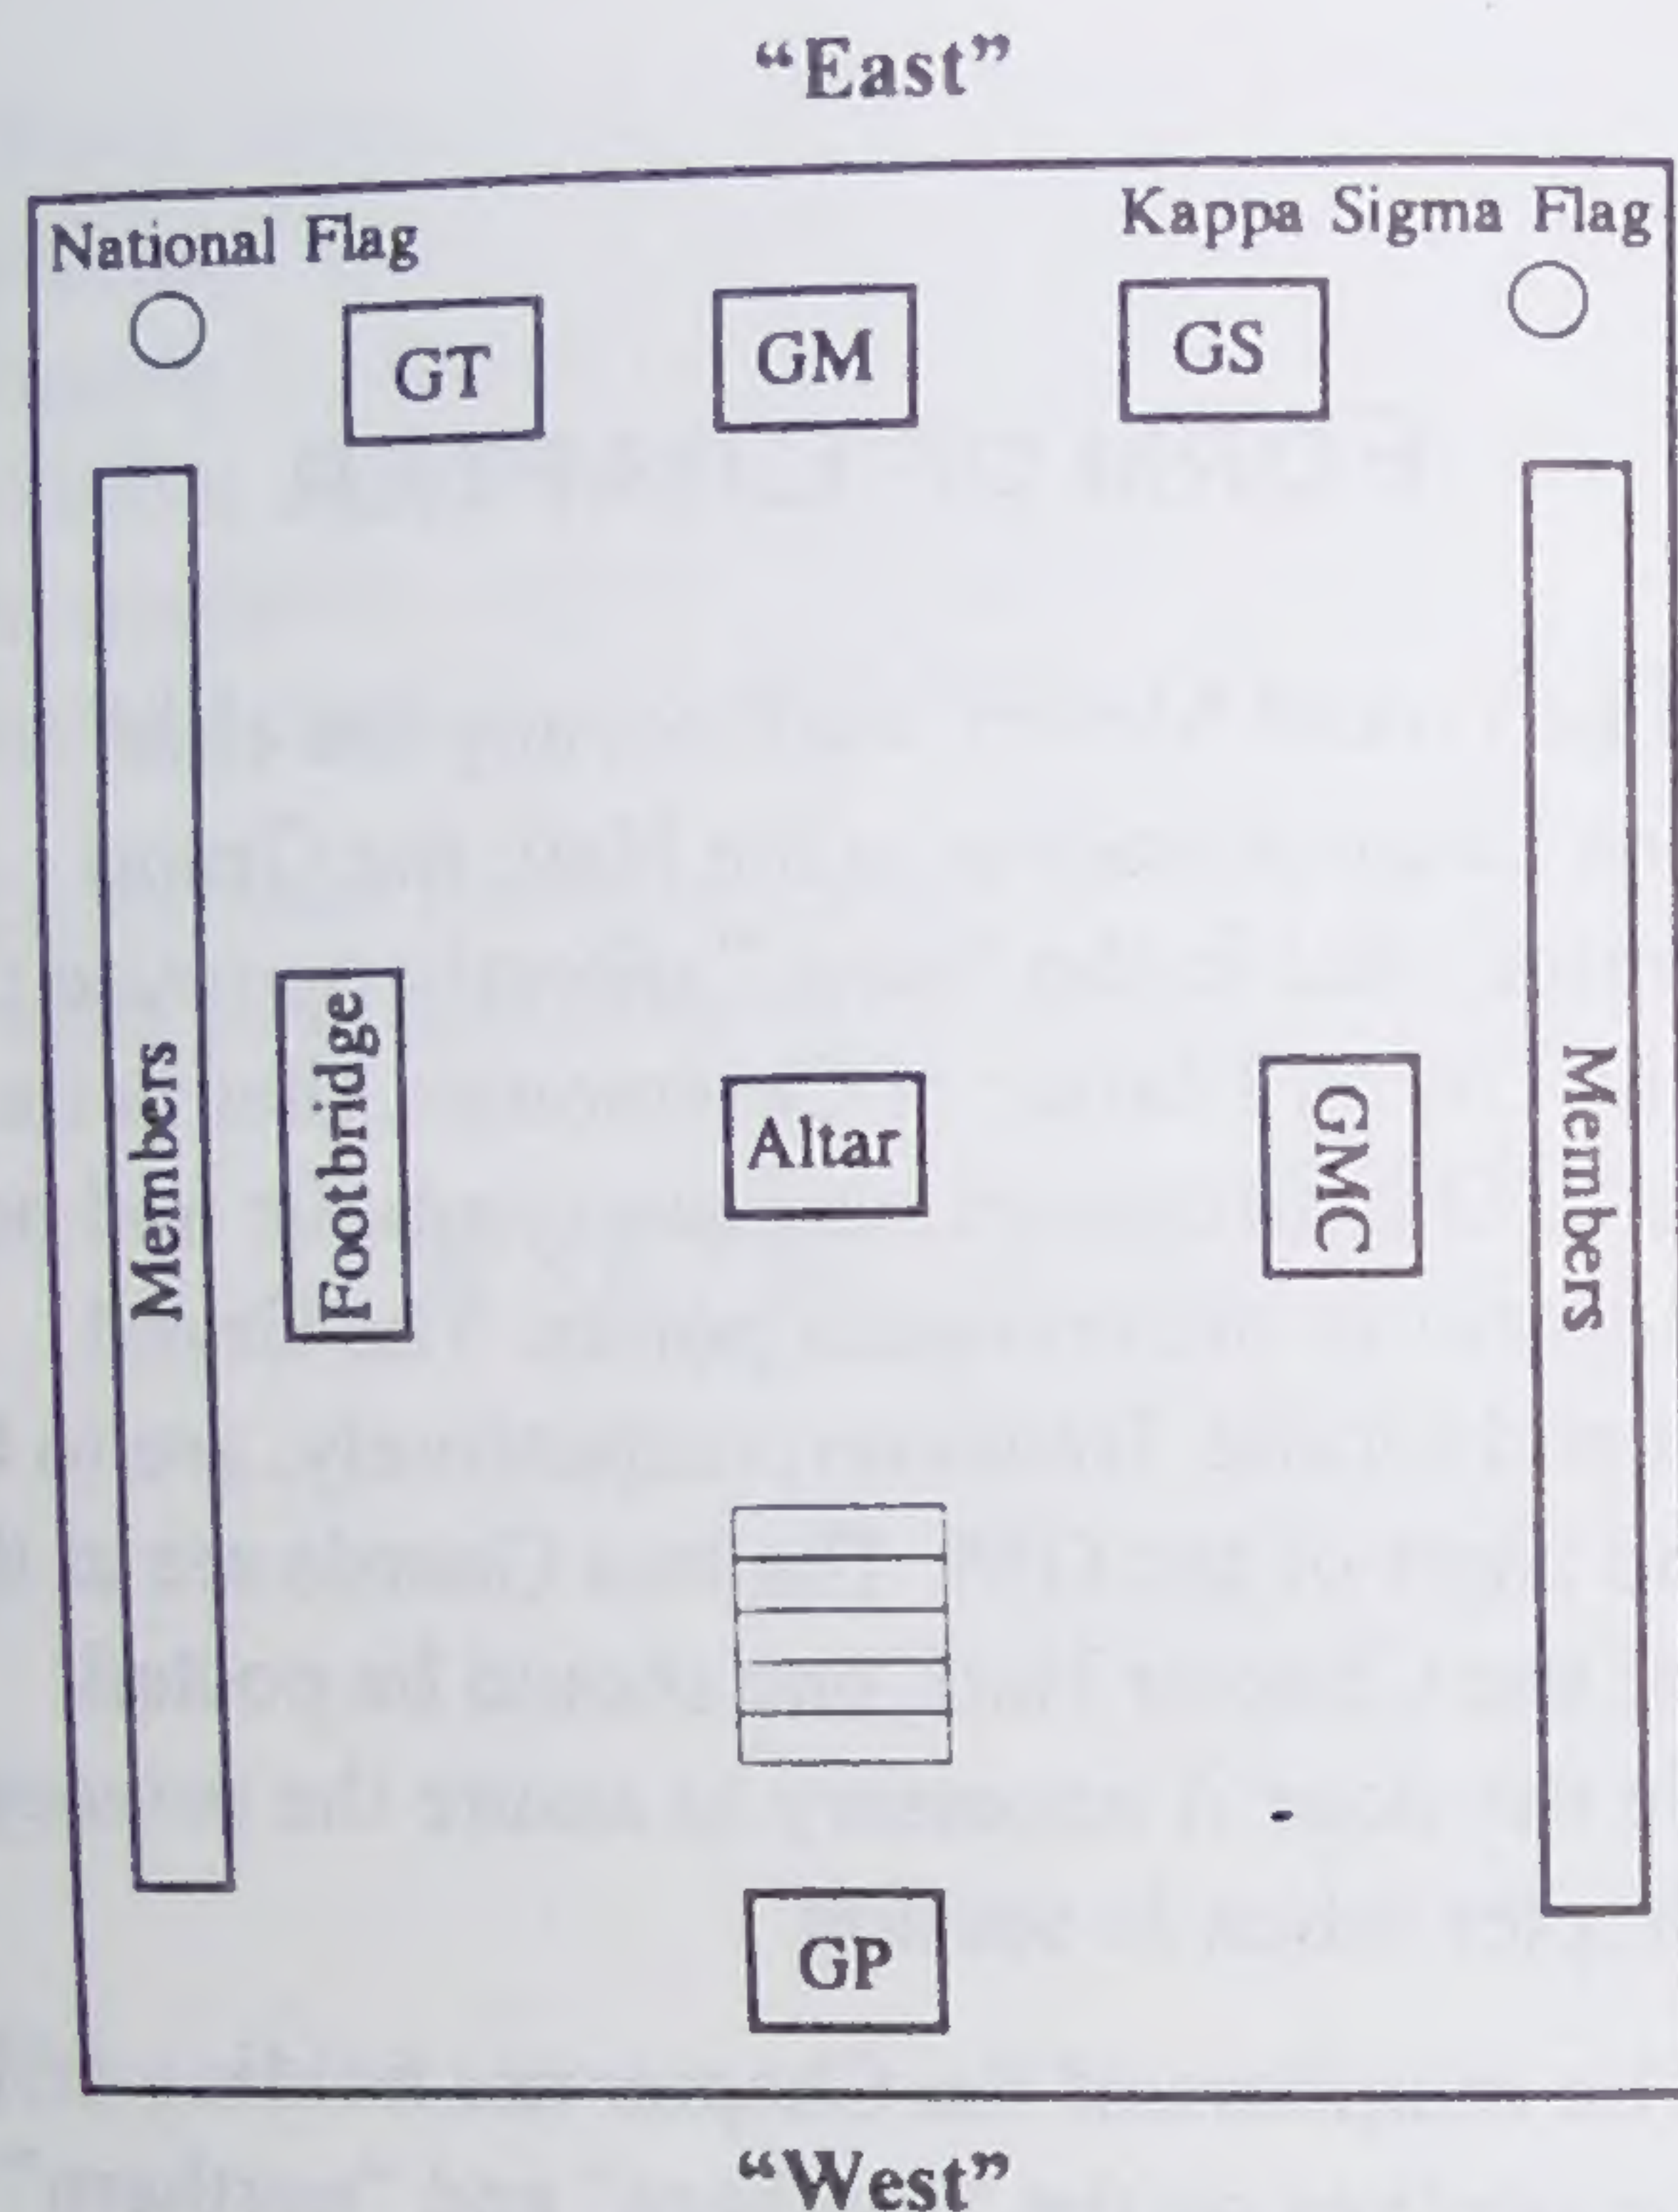 “East”
National Flag
Kappa Sigma Flag
GT
GM
GS
Members
Footbridge
Altar
GMC
Members
GP
“West”